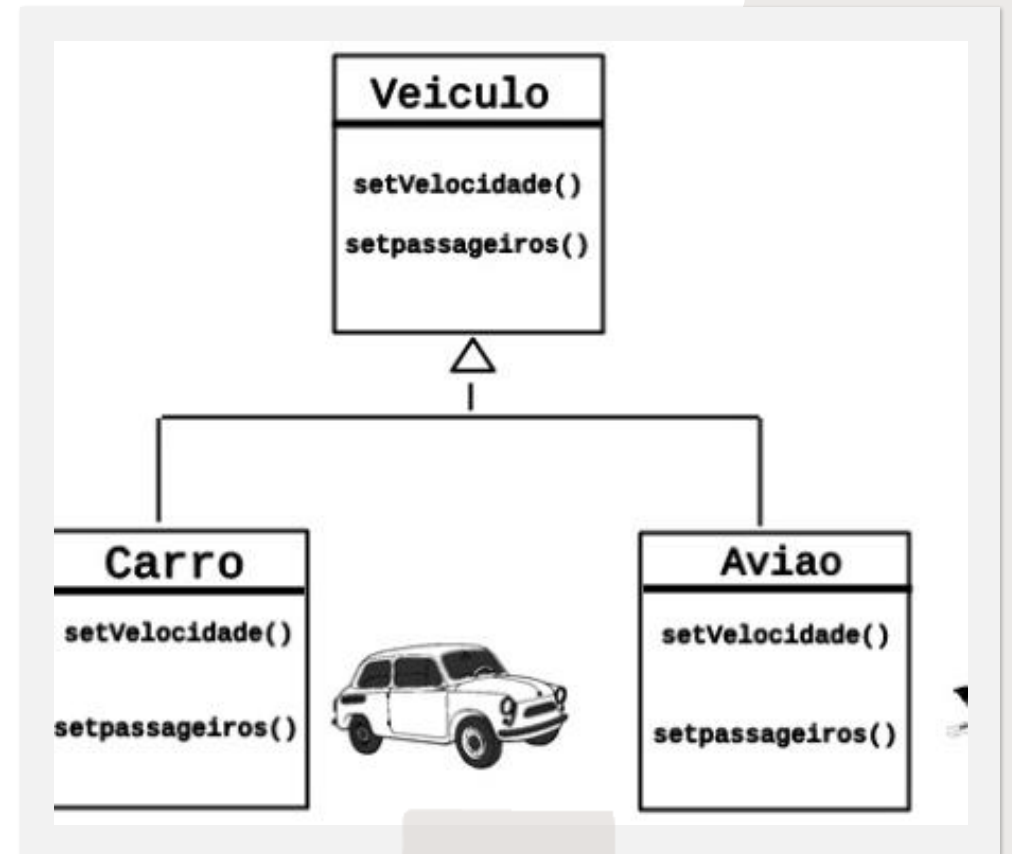 Veiculo
setVelocidade()
setpassageiros()
Carro
setVelocidade()
setpassageiros()
Aviao
setVelocidade()
setpassageiros()